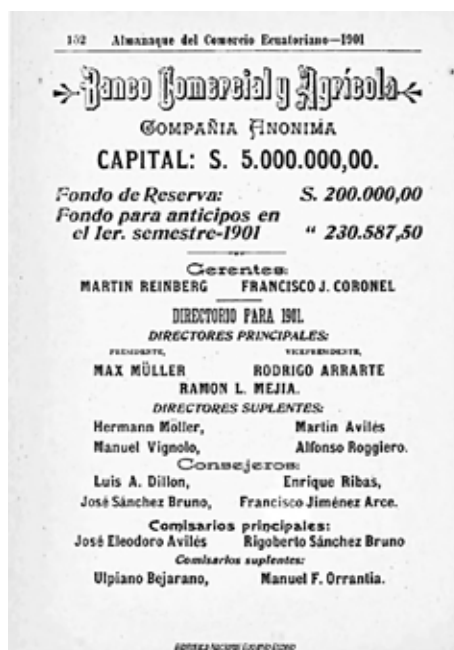 152 Almanaque del Comercio Ecuatoriano—1901
Banco Comercial y Agrícola
COMPAÑIA ANONIMA
CAPITAL: S. 5.000.000,00.
Fondo de Reserva: S. 200.000,00
Fondo para anticipos en
el 1er. semestre-1901 “ 230.587,50
Gerentes:
MARTIN REINBERG FRANCISCO J. CORONEL
DIRECTORIO PARA 1901.
DIRECTORES PRINCIPALES:
PRESIDENTE, VICEPRESIDENTE,
MAX MÜLLER RODRIGO ARRARTE
RAMON L. MEJIA.
DIRECTORES SUPLENTES:
Hermann Möller, Martin Avilés
Manuel Vignolo, Alfonso Roggiero.
Consejeros:
Luis A. Dillon, Enrique Ribas,
José Sánchez Bruno, Francisco Jiménez Arce.
Comisarios principales:
José Eleodoro Avilés Rigoberto Sánchez Bruno
Comisarios suplentes:
Ulpiano Bejarano, Manuel F. Orrantia.